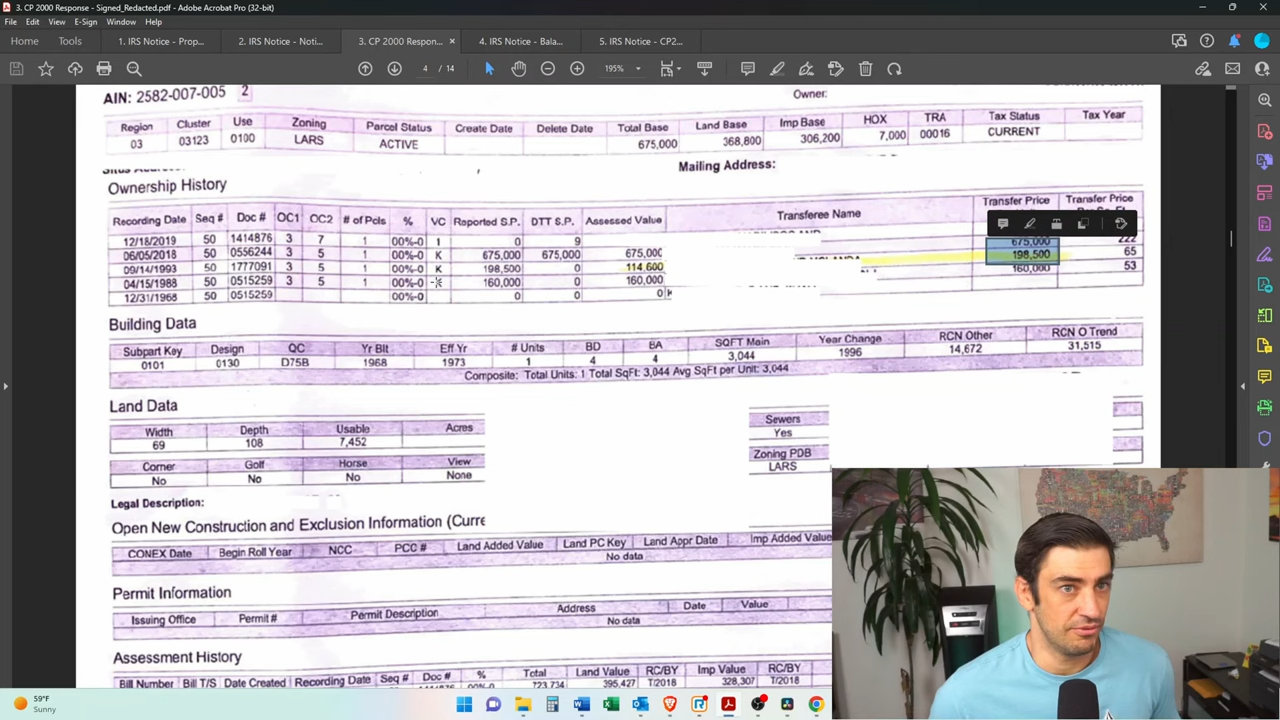 3. CP 2000 Response - Signed_Redacted.pdf - Adobe Acrobat Pro (32-bit)
File Edit View E-Sign Window Help
Home Tools 1. IRS Notice - Prop... 2. IRS Notice - Noti... 3. CP 2000 Respon... 4. IRS Notice - Bala... 5. IRS Notice - CP2...
4 / 14 195%
AIN: 2582-007-005 2 Owner:
Region Cluster Use Zoning Parcel Status Create Date Delete Date Total Base Land Base Imp Base HOX TRA Tax Status Tax Year
03 03123 0100 LARS ACTIVE 675,000 368,800 306,200 7,000 00016 CURRENT
Mailing Address:
Ownership History
Recording Date Seq # Doc # OC1 OC2 # of Pcls % VC Reported S.P. DTT S.P. Assessed Value Transferee Name Transfer Price Transfer Price
12/18/2019 50 1414876 3 7 1 00%-0 I 0 9
06/05/2018 50 0556244 3 5 1 00%-0 K 675,000 675,000 675,000 675,000 222
09/14/1993 50 1777091 3 5 1 00%-0 K 198,500 0 114,600 198,500 65
04/15/1988 50 0515259 3 5 1 00%-0 160,000 0 160,000 160,000 53
12/31/1968 50 0515259 00%-0 0 0 0
Building Data
Subpart Key Design QC Yr Blt Eff Yr # Units BD BA SQFT Main Year Change RCN Other RCN O Trend
0101 0130 D75B 1968 1973 1 4 4 3,044 1996 14,672 31,515
Composite: Total Units: 1 Total SqFt: 3,044 Avg SqFt per Unit: 3,044
Land Data
Width Depth Usable Acres Sewers
69 108 7,452 Yes
Corner Golf Horse View Zoning PDB
No No No None LARS
Legal Description:
Open New Construction and Exclusion Information (Curre
CONEX Date Begin Roll Year NCC PCC # Land Added Value Land PC Key Land Appr Date Imp Added Value
No data
Permit Information
Issuing Office Permit # Permit Description Address Date Value
No data
Assessment History
Bill Number Bill T/S Date Created Recording Date Seq # Doc # % Total Land Value RC/BY Imp Value RC/BY
00%-0 723,734 395,427 T/2018 328,307 T/2018
59°F
Sunny